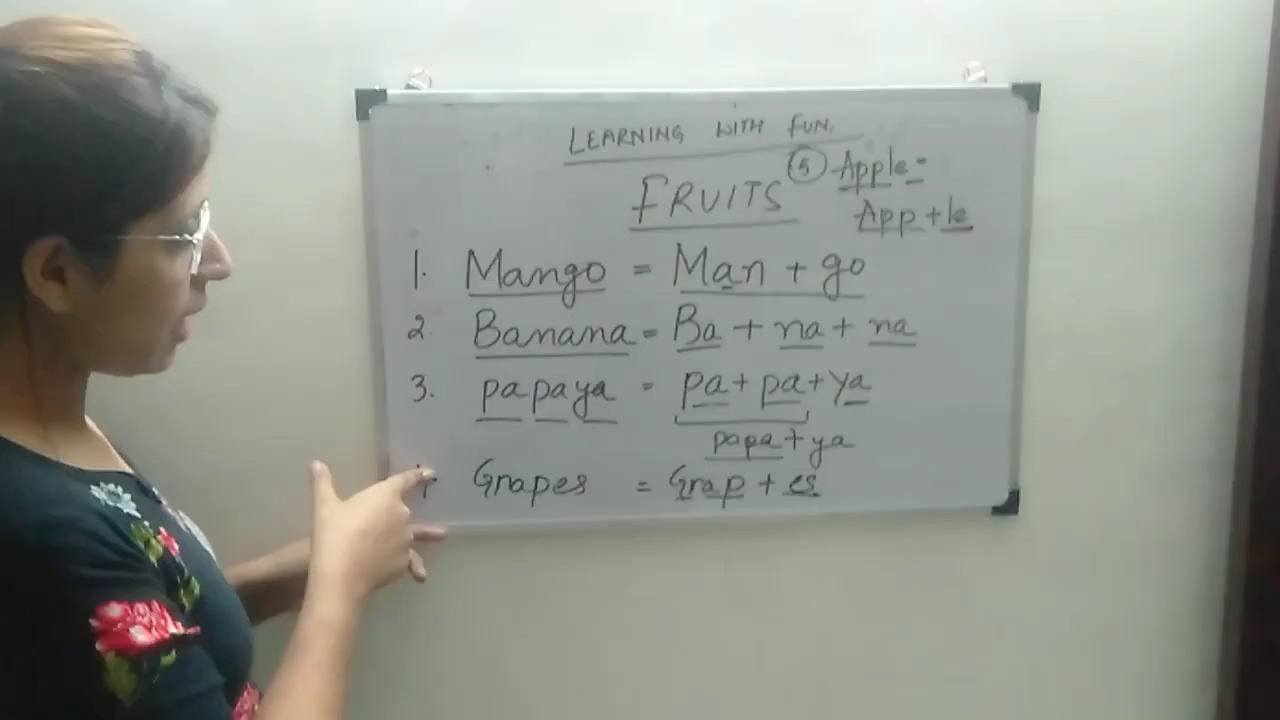 LEARNING WITH FUN.
FRUITS
5 Apple =
App + le
1. Mango = Man + go
2. Banana = Ba + na + na
3. papaya = pa + pa + ya
papa + ya
Grapes = Grap + es